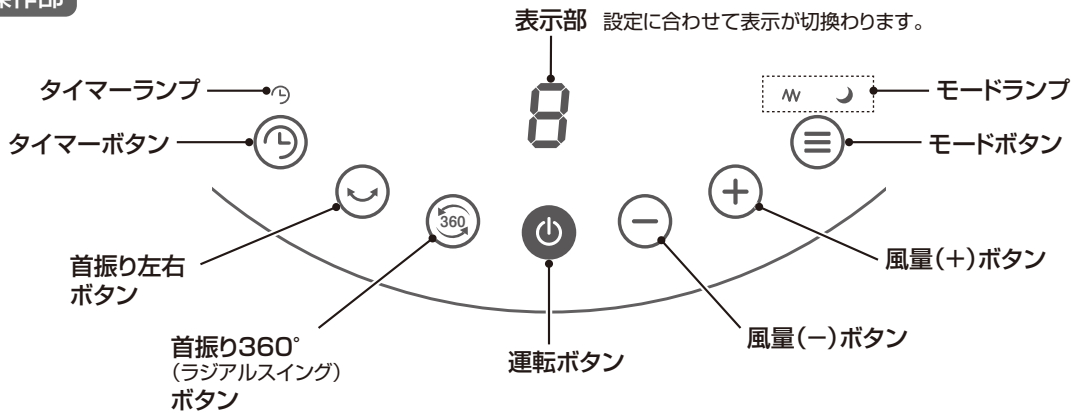 操作部
表示部 設定に合わせて表示が切換わります。
タイマーランプ
モードランプ
8
タイマーボタン
モードボタン
360
首振り左右
ボタン
風量(+)ボタン
首振り360°
(ラジアルスイング)
ボタン
運転ボタン
風量(−)ボタン